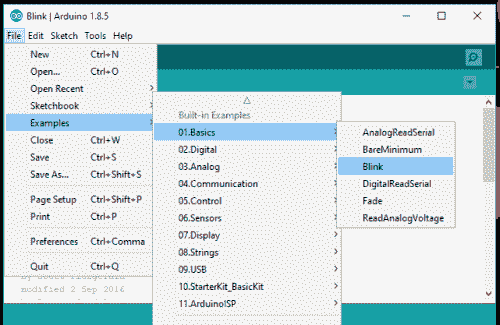 Blink | Arduino 1.8.5
File Edit Sketch Tools Help
New Ctrl+N
Open... Ctrl+O
Open Recent
Sketchbook
Examples
Close Ctrl+W
Save Ctrl+S
Save As... Ctrl+Shift+S
Page Setup Ctrl+Shift+P
Print Ctrl+P
Preferences Ctrl+Comma
Quit Ctrl+Q
modified 2 Sep 2016
Built-in Examples
01.Basics
02.Digital
03.Analog
04.Communication
05.Control
06.Sensors
07.Display
08.Strings
09.USB
10.StarterKit_BasicKit
11.ArduinoISP
AnalogReadSerial
BareMinimum
Blink
DigitalReadSerial
Fade
ReadAnalogVoltage